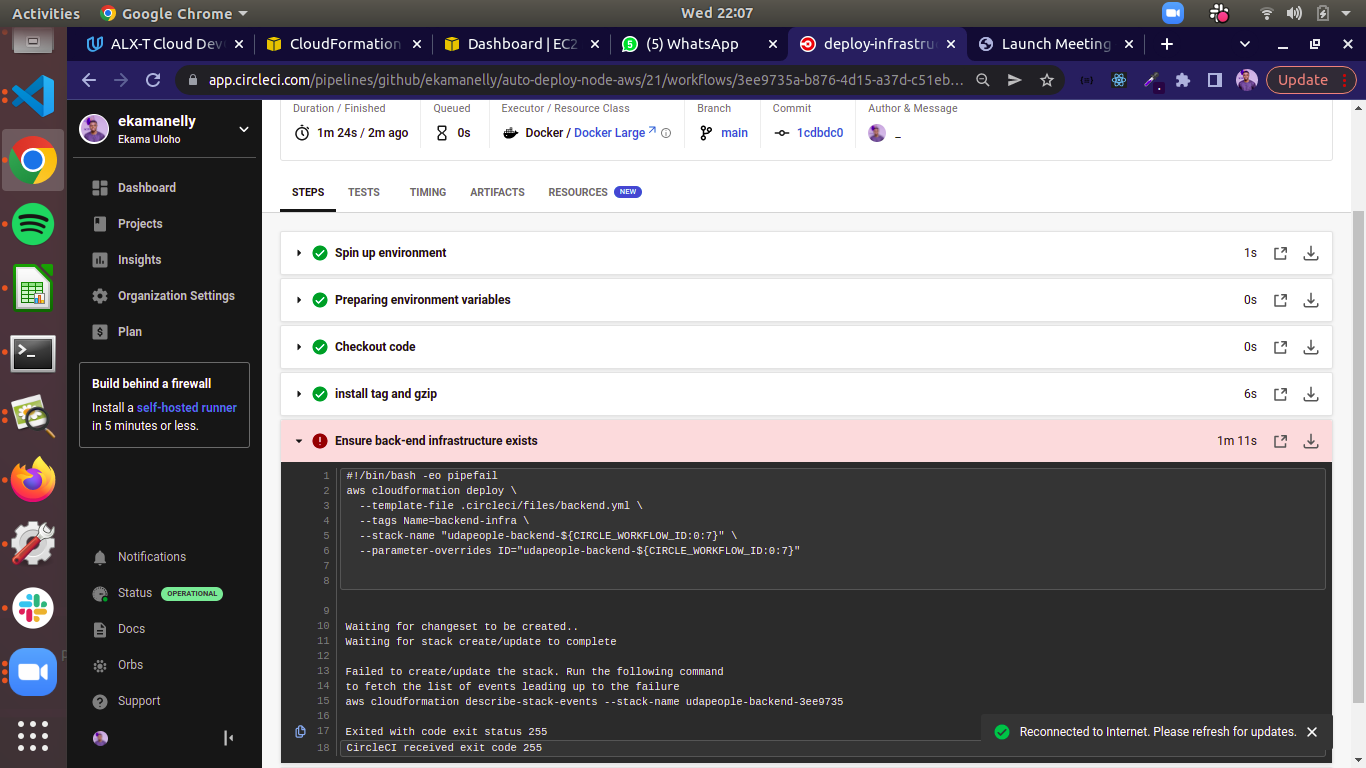 Activities
Google Chrome
Wed 22:07
ALX-T Cloud Dev
CloudFormation
Dashboard | EC2
(5) WhatsApp
deploy-infrastru
Launch Meeting
app.circleci.com/pipelines/github/ekamanelly/auto-deploy-node-aws/21/workflows/3ee9735a-b876-4d15-a37d-c51eb…
Update
ekamanelly
Ekama Uloho
Dashboard
Projects
Insights
Organization Settings
Plan
Build behind a firewall
Install a self-hosted runner
in 5 minutes or less.
Notifications
Status OPERATIONAL
Docs
Orbs
Support
Duration / Finished
1m 24s / 2m ago
Queued
0s
Executor / Resource Class
Docker / Docker Large
Branch
main
Commit
1cdbdc0
Author & Message
_
STEPS
TESTS
TIMING
ARTIFACTS
RESOURCES NEW
Spin up environment 1s
Preparing environment variables 0s
Checkout code 0s
install tag and gzip 6s
Ensure back-end infrastructure exists 1m 11s
1 #!/bin/bash -eo pipefail
2 aws cloudformation deploy \
3 --template-file .circleci/files/backend.yml \
4 --tags Name=backend-infra \
5 --stack-name "udapeople-backend-${CIRCLE_WORKFLOW_ID:0:7}" \
6 --parameter-overrides ID="udapeople-backend-${CIRCLE_WORKFLOW_ID:0:7}"
7
8
9
10 Waiting for changeset to be created..
11 Waiting for stack create/update to complete
12
13 Failed to create/update the stack. Run the following command
14 to fetch the list of events leading up to the failure
15 aws cloudformation describe-stack-events --stack-name udapeople-backend-3ee9735
16
17 Exited with code exit status 255
18 CircleCI received exit code 255
Reconnected to Internet. Please refresh for updates.